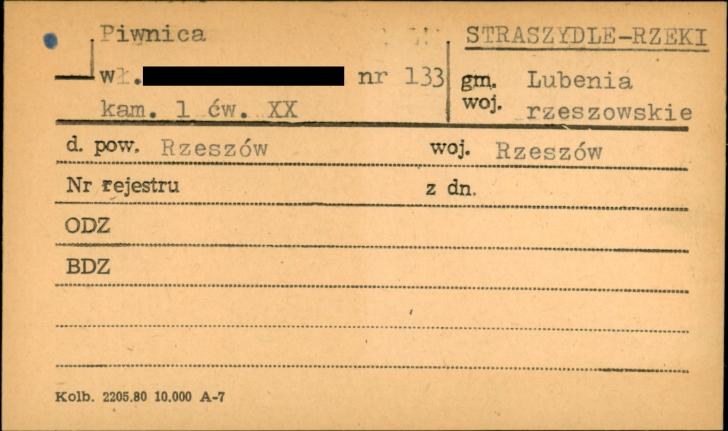 Piwnica
STRASZYDLE-RZEKI
wł. nr 133
gm. Lubenia
kam. 1 ćw. XX
woj. rzeszowskie
d. pow. Rzeszów woj. Rzeszów
Nr rejestru z dn.
ODZ
BDZ
Kolb. 2205.80 10.000 A-7